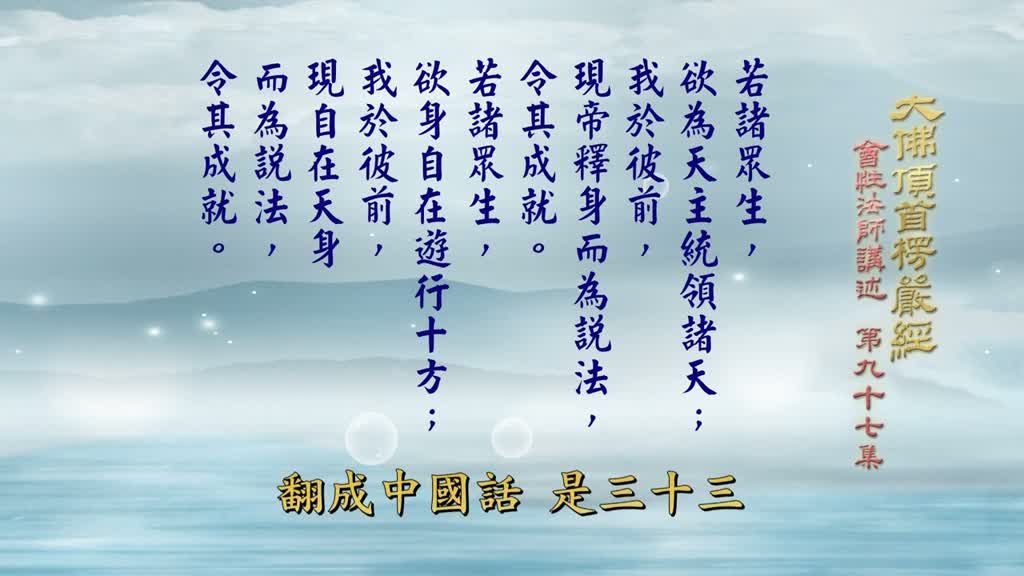 大佛頂首楞嚴經
會性法師講述 第九十七集
若諸眾生，
欲為天主統領諸天；
我於彼前，
現帝釋身而為說法，
令其成就。
若諸眾生，
欲身自在遊行十方；
我於彼前，
現自在天身
而為說法，
令其成就。
翻成中國話 是三十三